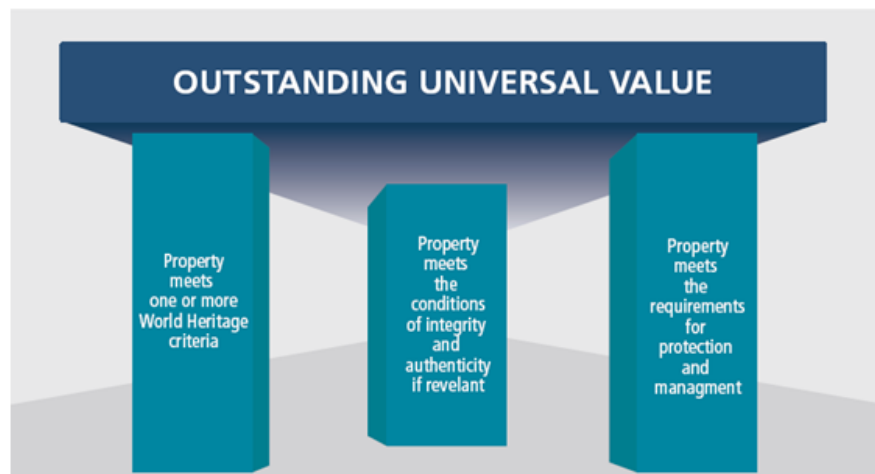 OUTSTANDING UNIVERSAL VALUE
Property
meets
one or more
World Heritage
criteria
Property
meets
the
conditions
of integrity
and
authenticity
if revelant
Property
meets
the
requirements
for
protection
and
managment